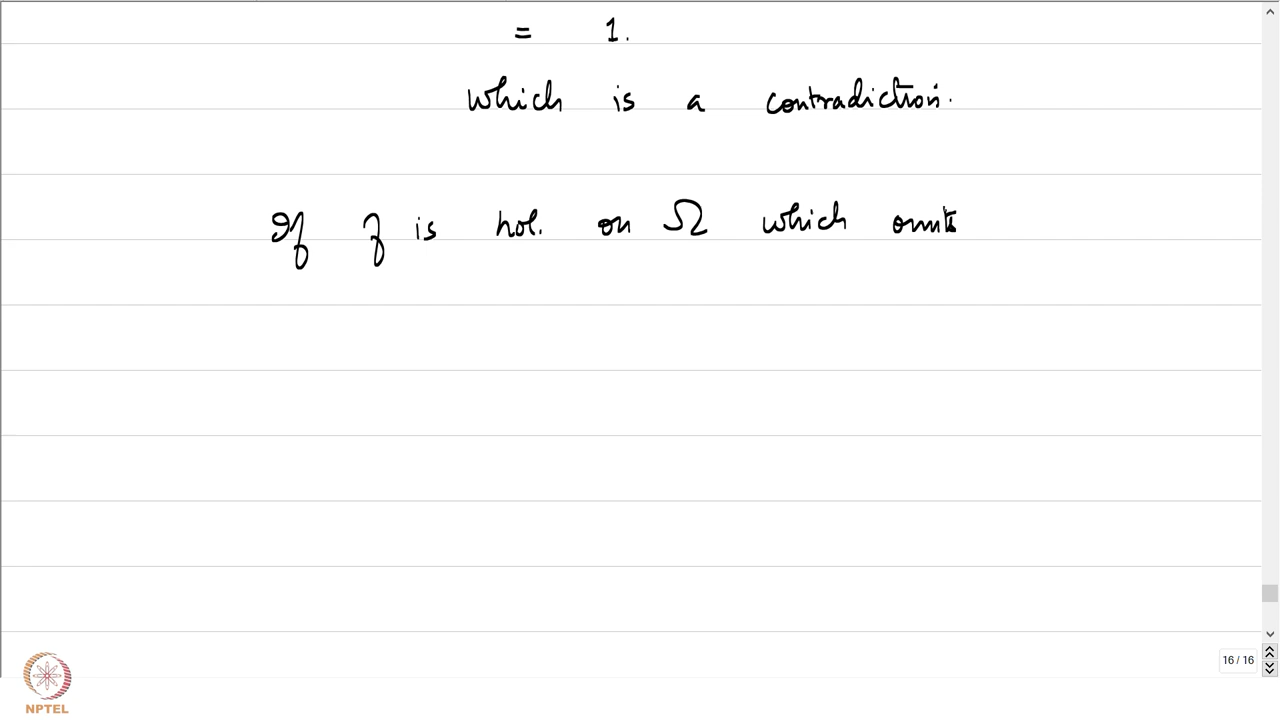 = 1.
which is a contradiction.
If f is hol. on Ω which omits
16 / 16
NPTEL